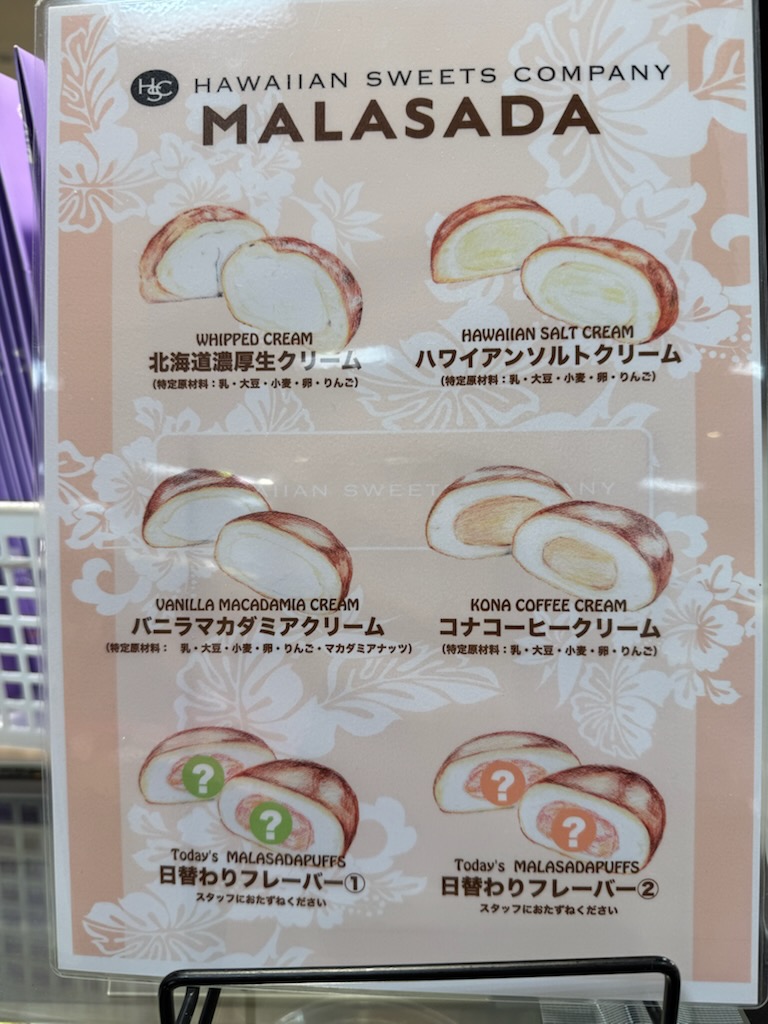 HSC HAWAIIAN SWEETS COMPANY
MALASADA
WHIPPED CREAM
北海道濃厚生クリーム
(特定原材料：乳・大豆・小麦・卵・りんご)
HAWAIIAN SALT CREAM
ハワイアンソルトクリーム
(特定原材料：乳・大豆・小麦・卵・りんご)
VANILLA MACADAMIA CREAM
バニラマカダミアクリーム
(特定原材料： 乳・大豆・小麦・卵・りんご・マカダミアナッツ)
KONA COFFEE CREAM
コナコーヒークリーム
(特定原材料：乳・大豆・小麦・卵・りんご)
?
?
Today's MALASADAPUFFS
日替わりフレーバー①
スタッフにおたずねください
?
?
Today's MALASADAPUFFS
日替わりフレーバー②
スタッフにおたずねください